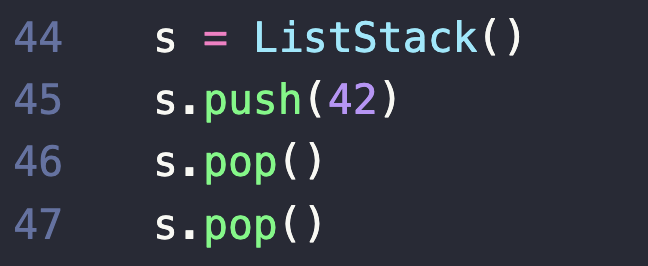 44 s = ListStack()
45 s.push(42)
46 s.pop()
47 s.pop()